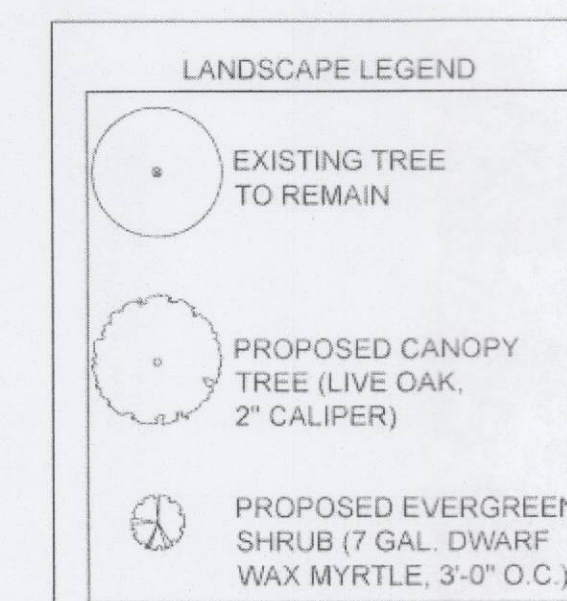 LANDSCAPE LEGEND
EXISTING TREE
TO REMAIN
PROPOSED CANOPY
TREE (LIVE OAK,
2" CALIPER)
PROPOSED EVERGREEN
SHRUB (7 GAL. DWARF
WAX MYRTLE, 3'-0" O.C.)